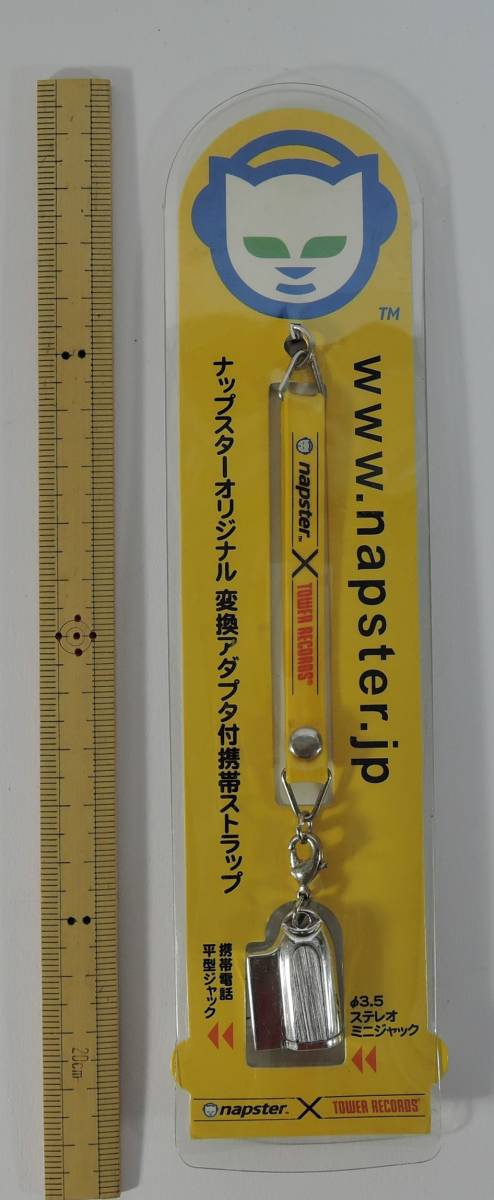 TM
www.napster.jp
ナップスターオリジナル 変換アダプタ付携帯ストラップ
napster™ × TOWER RECORDS®
携帯電話
平型ジャック
φ3.5
ステレオ
ミニジャック
napster. × TOWER RECORDS®
20cm